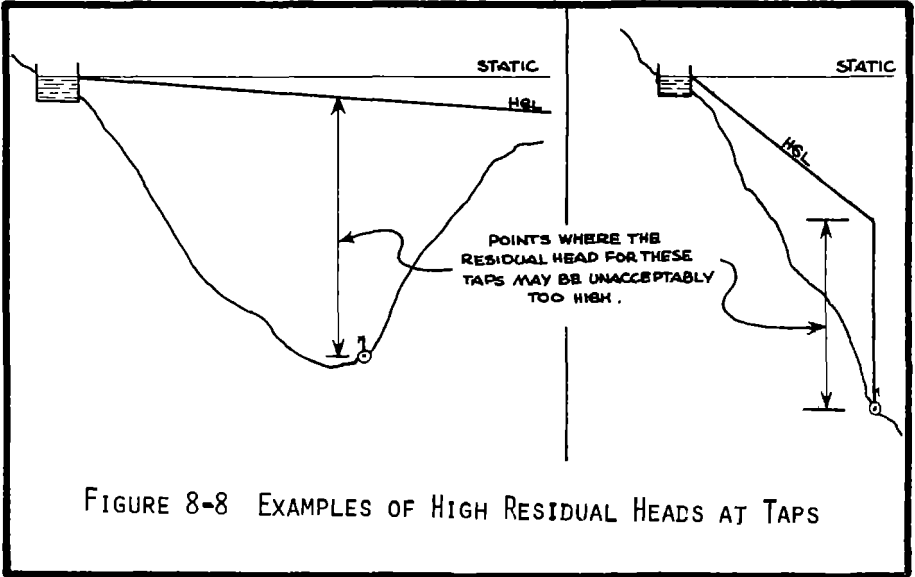 STATIC
HGL
STATIC
HGL
POINTS WHERE THE
RESIDUAL HEAD FOR THESE
TAPS MAY BE UNACCEPTABLY
TOO HIGH.
FIGURE 8-8 EXAMPLES OF HIGH RESIDUAL HEADS AT TAPS